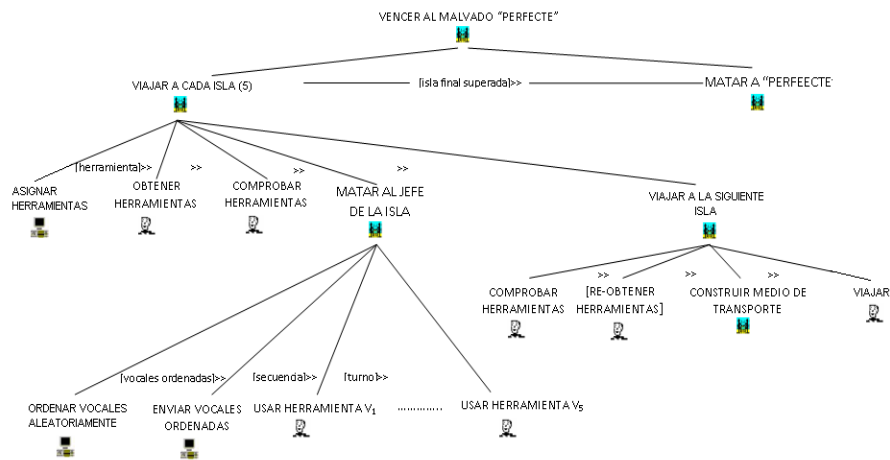 VENCER AL MALVADO "PERFECTE"
VIAJAR A CADA ISLA (5)
[isla final superada]>>
MATAR A "PERFEECTE"
[herramienta]>>
>>
>>
>>
ASIGNAR
HERRAMIENTAS
OBTENER
HERRAMIENTAS
COMPROBAR
HERRAMIENTAS
MATAR AL JEFE
DE LA ISLA
VIAJAR A LA SIGUIENTE
ISLA
>>
>>
>>
COMPROBAR
HERRAMIENTAS
[RE-OBTENER
HERRAMIENTAS]
CONSTRUIR MEDIO DE
TRANSPORTE
VIAJAR
[vocales ordenadas]>>
[secuencia]>>
[turno]>>
ORDENAR VOCALES
ALEATORIAMENTE
ENVIAR VOCALES
ORDENADAS
USAR HERRAMIENTA V₁
.............
USAR HERRAMIENTA V₅